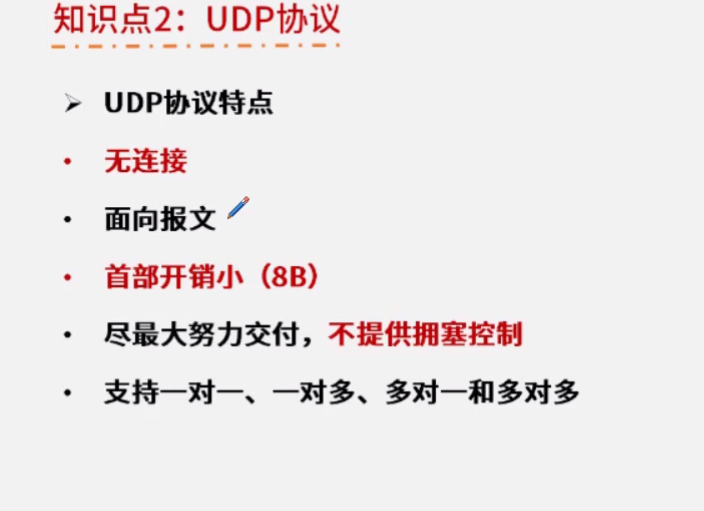 知识点2：UDP协议
➢ UDP协议特点
• 无连接
• 面向报文
• 首部开销小（8B）
• 尽最大努力交付，不提供拥塞控制
• 支持一对一、一对多、多对一和多对多